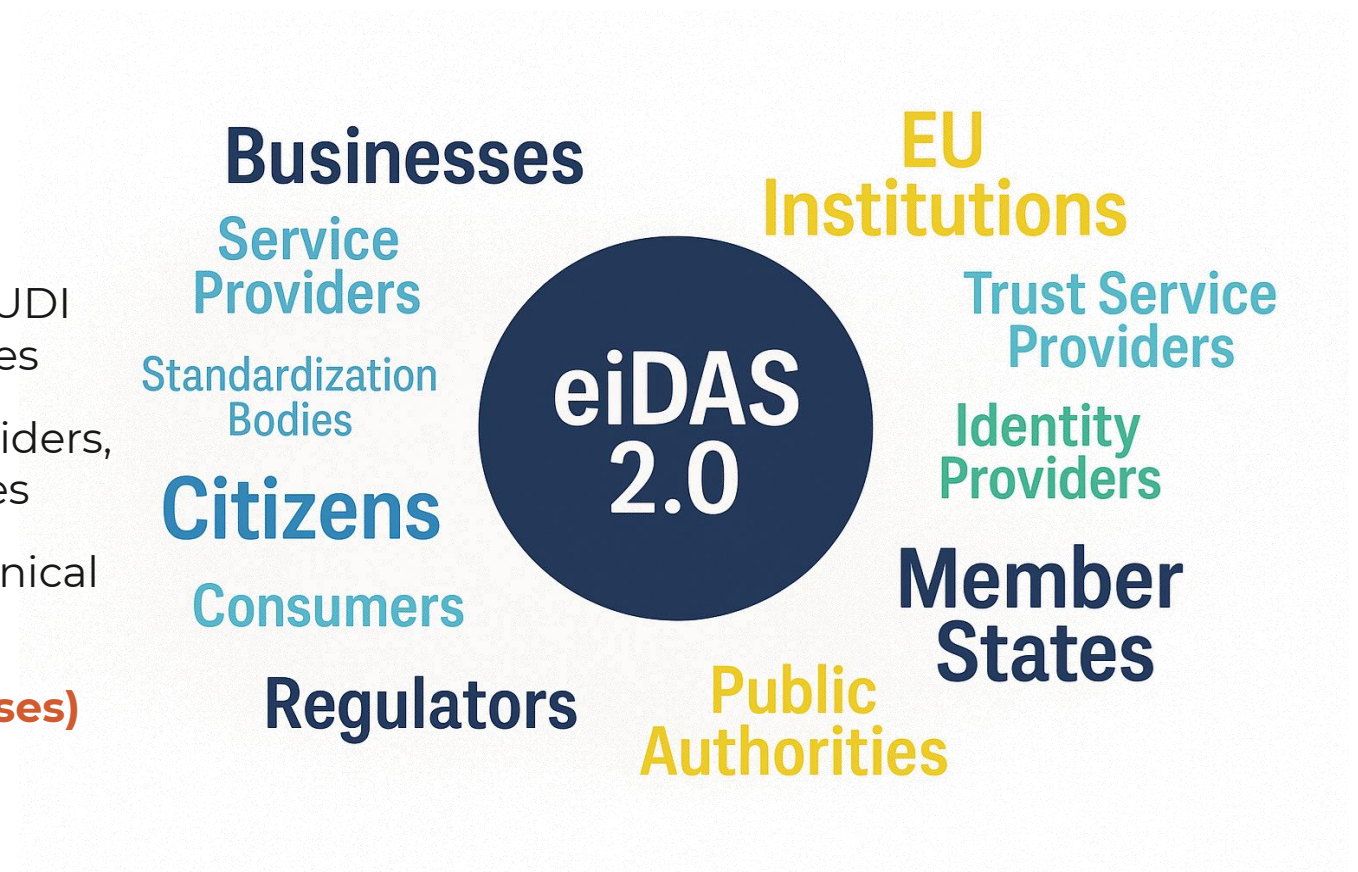 UDI
es
iders,
es
nical
ses)
Businesses
Service
Providers
Standardization
Bodies
Citizens
Consumers
Regulators
eiDAS
2.0
EU
Institutions
Trust Service
Providers
Identity
Providers
Member
States
Public
Authorities